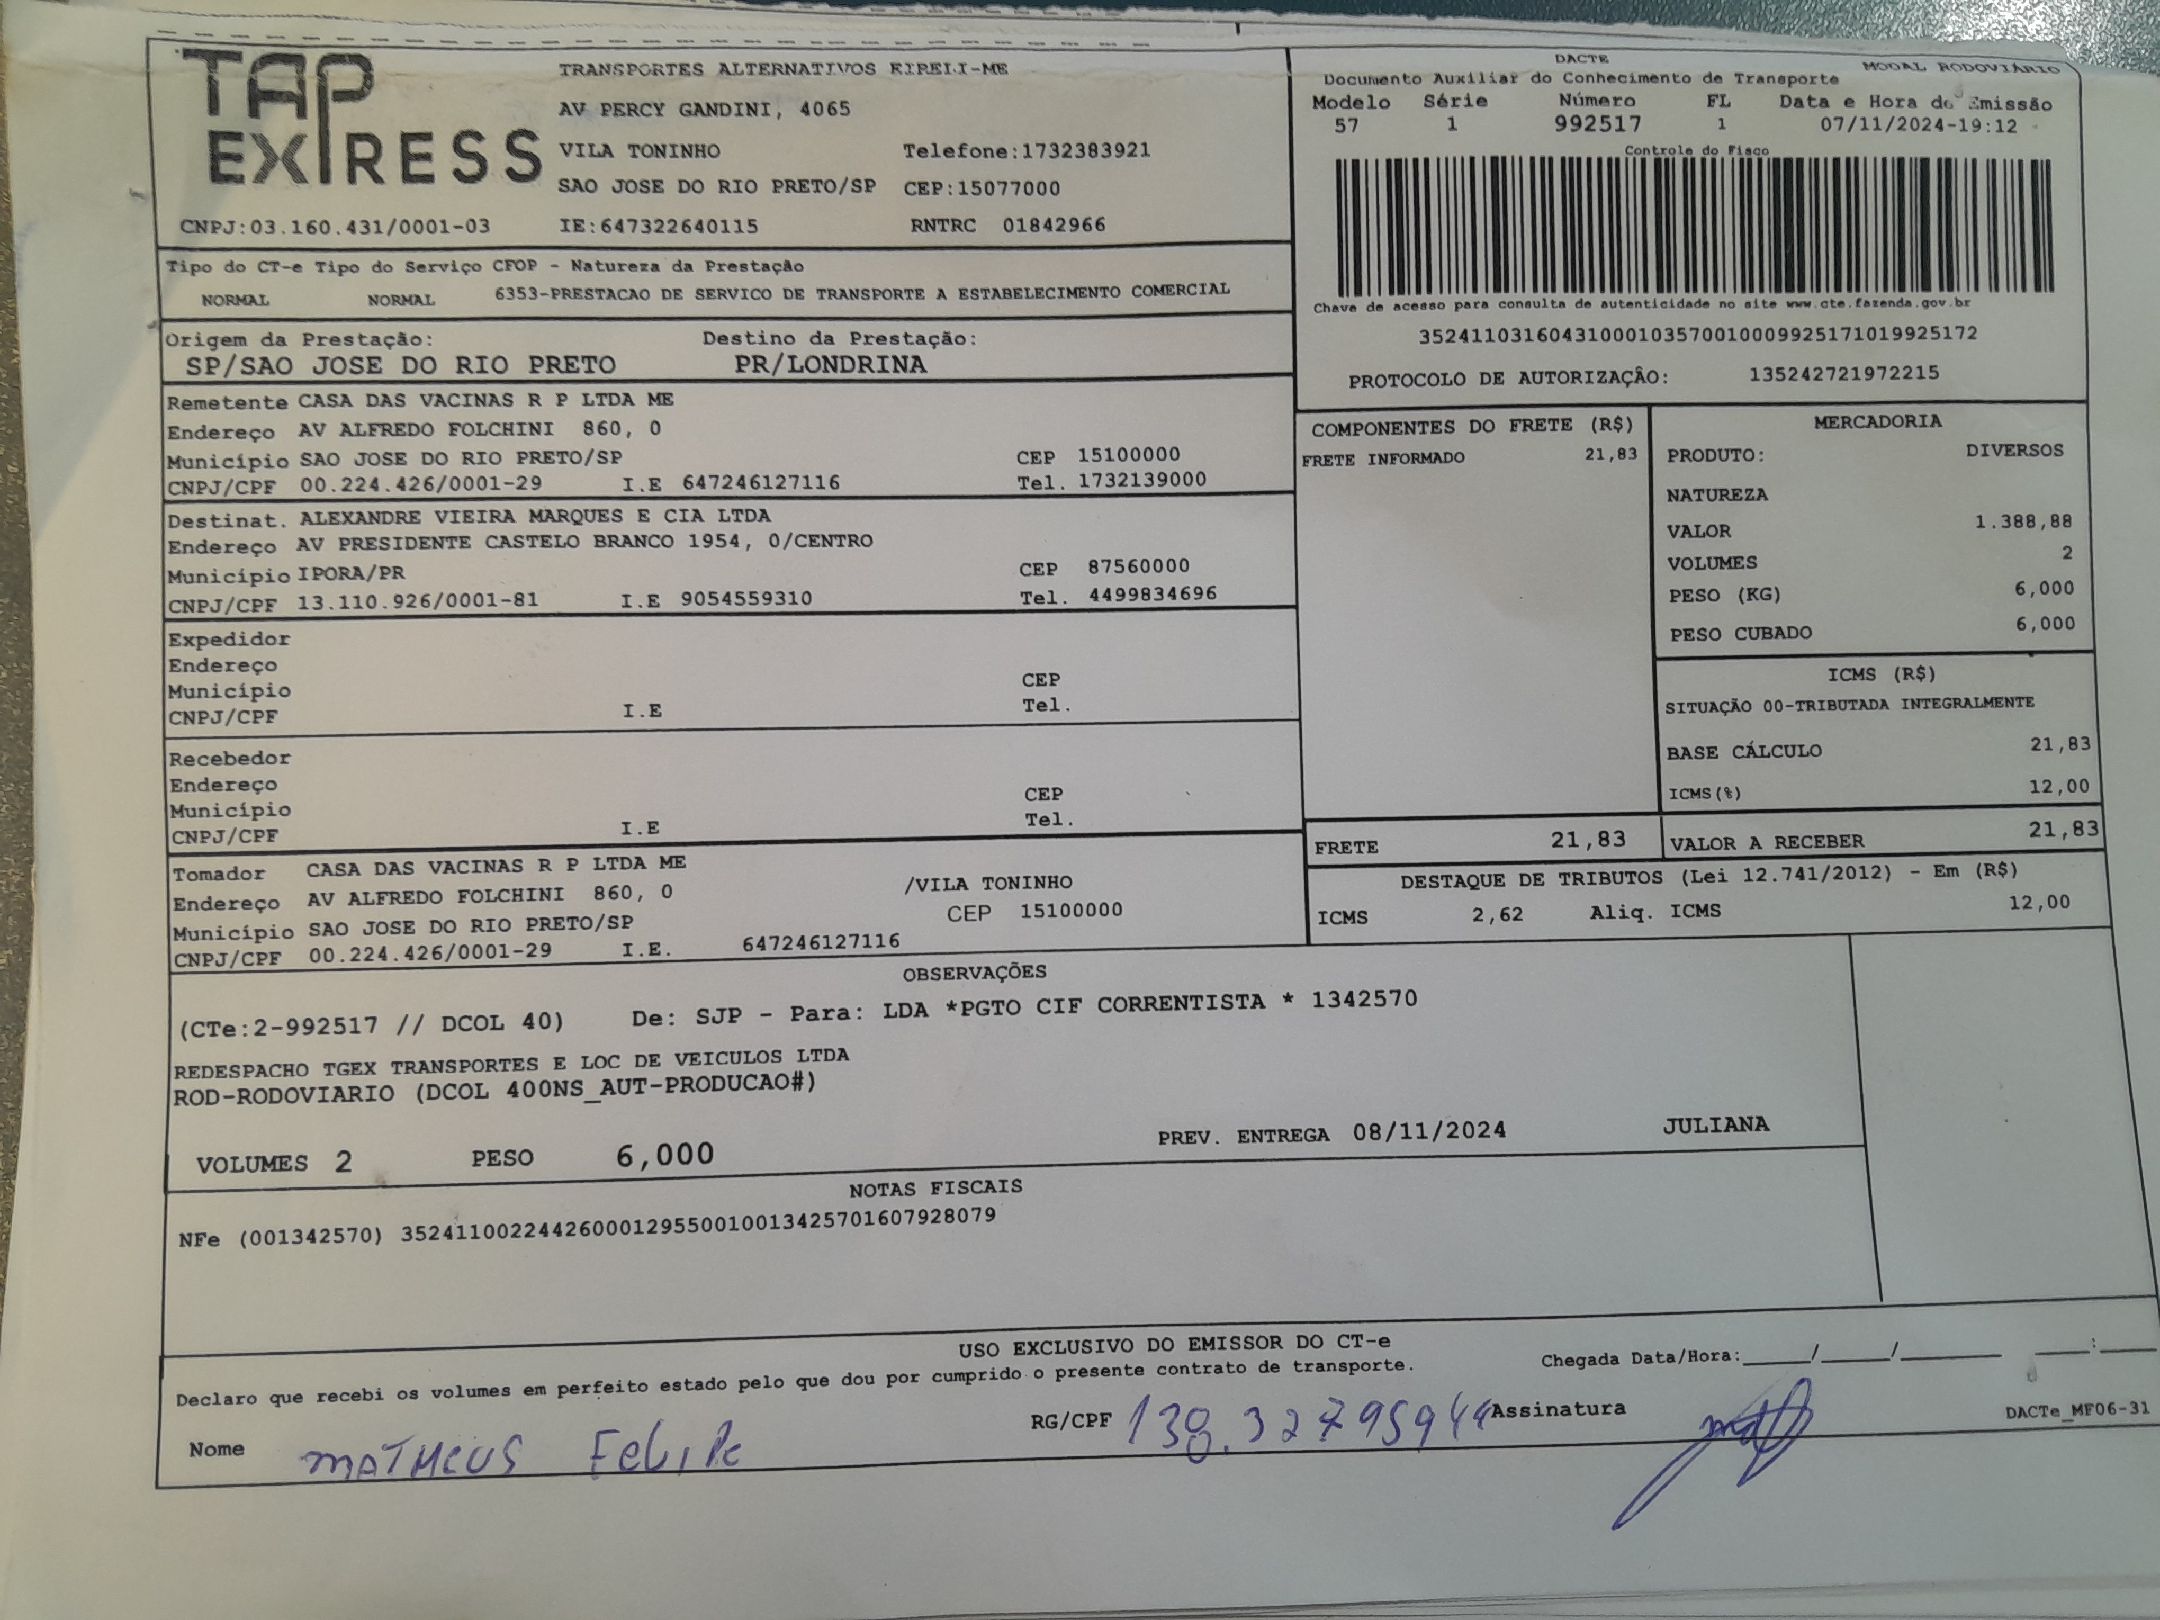 TAP EXPRESS
TRANSPORTES ALTERNATIVOS EIRELI-ME
AV PERCY GANDINI, 4065
VILA TONINHO Telefone:1732383921
SAO JOSE DO RIO PRETO/SP CEP:15077000
CNPJ:03.160.431/0001-03 IE:647322640115 RNTRC 01842966
DACTE MODAL RODOVIÁRIO
Documento Auxiliar do Conhecimento de Transporte
Modelo Série Número FL Data e Hora de Emissão
57 1 992517 1 07/11/2024-19:12
Controle do Fisco
Chave de acesso para consulta de autenticidade no site www.cte.fazenda.gov.br
35241103160431000103570010009925171019925172
PROTOCOLO DE AUTORIZAÇÂO: 135242721972215
Tipo do CT-e Tipo do Serviço CFOP - Natureza da Prestação
NORMAL NORMAL 6353-PRESTACAO DE SERVICO DE TRANSPORTE A ESTABELECIMENTO COMERCIAL
Origem da Prestação: Destino da Prestação:
SP/SAO JOSE DO RIO PRETO PR/LONDRINA
Remetente CASA DAS VACINAS R P LTDA ME
Endereço AV ALFREDO FOLCHINI 860, 0
Município SAO JOSE DO RIO PRETO/SP CEP 15100000
CNPJ/CPF 00.224.426/0001-29 I.E 647246127116 Tel. 1732139000
Destinat. ALEXANDRE VIEIRA MARQUES E CIA LTDA
Endereço AV PRESIDENTE CASTELO BRANCO 1954, 0/CENTRO
Município IPORA/PR CEP 87560000
CNPJ/CPF 13.110.926/0001-81 I.E 9054559310 Tel. 4499834696
Expedidor
Endereço
Município CEP
CNPJ/CPF I.E Tel.
Recebedor
Endereço
Município CEP
CNPJ/CPF I.E Tel.
Tomador CASA DAS VACINAS R P LTDA ME
Endereço AV ALFREDO FOLCHINI 860, 0 /VILA TONINHO
Município SAO JOSE DO RIO PRETO/SP CEP 15100000
CNPJ/CPF 00.224.426/0001-29 I.E. 647246127116
COMPONENTES DO FRETE (R$)
FRETE INFORMADO 21,83
MERCADORIA
PRODUTO: DIVERSOS
NATUREZA
VALOR 1.388,88
VOLUMES 2
PESO (KG) 6,000
PESO CUBADO 6,000
ICMS (R$)
SITUAÇÃO 00-TRIBUTADA INTEGRALMENTE
BASE CÁLCULO 21,83
ICMS(%) 12,00
FRETE 21,83 VALOR A RECEBER 21,83
DESTAQUE DE TRIBUTOS (Lei 12.741/2012) - Em (R$)
ICMS 2,62 Aliq. ICMS 12,00
OBSERVAÇÕES
(CTe:2-992517 // DCOL 40) De: SJP - Para: LDA *PGTO CIF CORRENTISTA * 1342570
REDESPACHO TGEX TRANSPORTES E LOC DE VEICULOS LTDA
ROD-RODOVIARIO (DCOL 400NS_AUT-PRODUCAO#)
VOLUMES 2 PESO 6,000 PREV. ENTREGA 08/11/2024 JULIANA
NOTAS FISCAIS
NFe (001342570) 35241100224426000129550010013425701607928079
USO EXCLUSIVO DO EMISSOR DO CT-e
Declaro que recebi os volumes em perfeito estado pelo que dou por cumprido o presente contrato de transporte. Chegada Data/Hora:_____/_____/_______ ____:____
Nome MATHEUS FELIPE RG/CPF 138.32795944 Assinatura DACTe_MF06-31